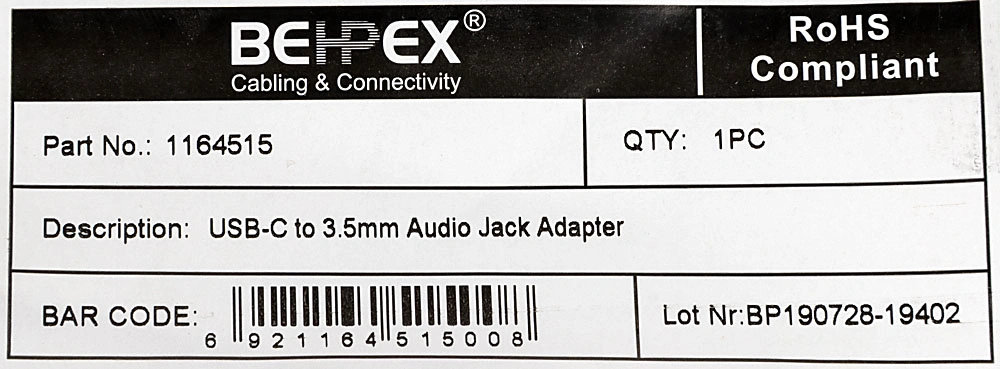 BEHPEX®
Cabling & Connectivity
RoHS
Compliant
Part No.: 1164515
QTY: 1PC
Description: USB-C to 3.5mm Audio Jack Adapter
BAR CODE:
6 921164 515008
Lot Nr:BP190728-19402